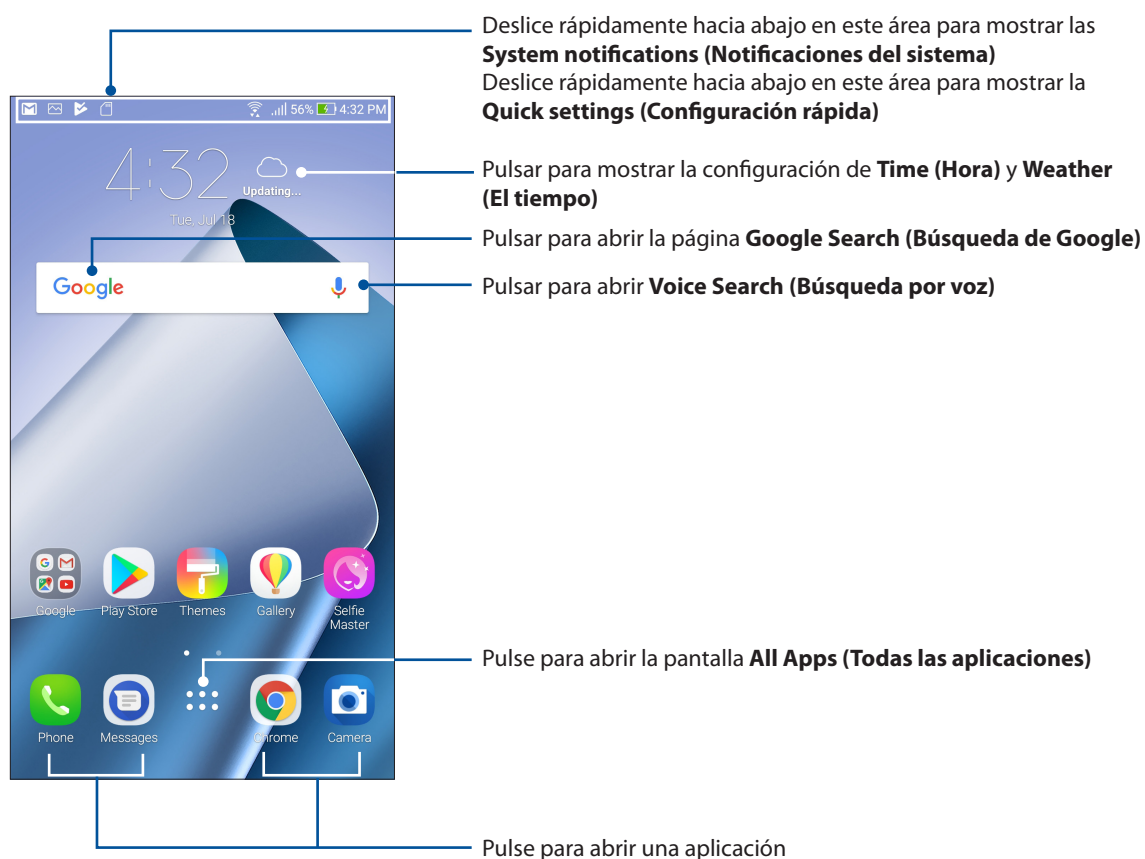 Deslice rápidamente hacia abajo en este área para mostrar las
System notifications (Notificaciones del sistema)
Deslice rápidamente hacia abajo en este área para mostrar la
Quick settings (Configuración rápida)
56% 4:32 PM
4:32
Updating...
Tue, Jul 18
Pulsar para mostrar la configuración de Time (Hora) y Weather
(El tiempo)
Pulsar para abrir la página Google Search (Búsqueda de Google)
Google
Pulsar para abrir Voice Search (Búsqueda por voz)
Google Play Store Themes Gallery Selfie
Master
Pulse para abrir la pantalla All Apps (Todas las aplicaciones)
Phone Messages Chrome Camera
Pulse para abrir una aplicación